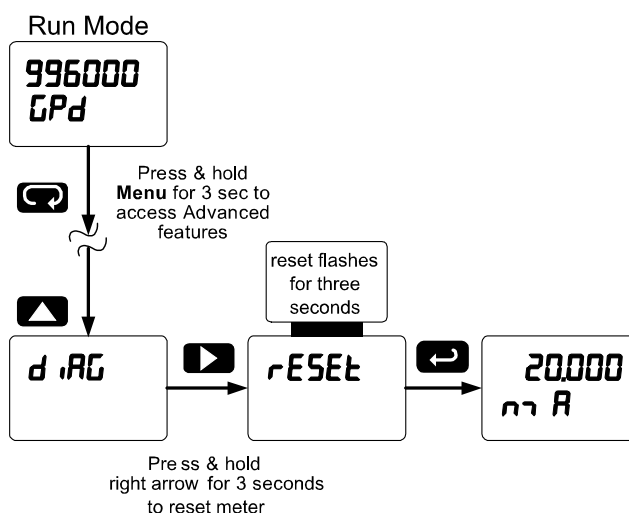 Run Mode
996000
GPd
Press & hold
Menu for 3 sec to
access Advanced
features
reset flashes
for three
seconds
diAG
rESEt
20.000
mA
Press & hold
right arrow for 3 seconds
to reset meter